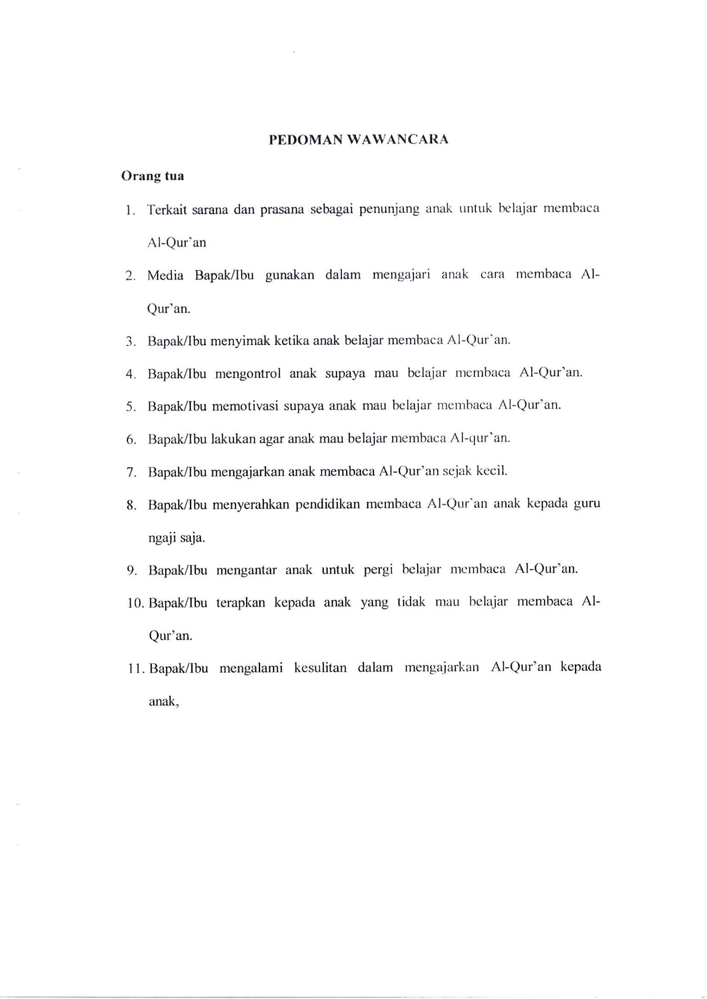 PEDOMAN WAWANCARA
Orang tua
1. Terkait sarana dan prasana sebagai penunjang anak untuk belajar membaca
Al-Qur'an
2. Media Bapak/Ibu gunakan dalam mengajari anak cara membaca Al-
Qur'an.
3. Bapak/Ibu menyimak ketika anak belajar membaca Al-Qur'an.
4. Bapak/Ibu mengontrol anak supaya mau belajar membaca Al-Qur'an.
5. Bapak/Ibu memotivasi supaya anak mau belajar membaca Al-Qur'an.
6. Bapak/Ibu lakukan agar anak mau belajar membaca Al-qur'an.
7. Bapak/Ibu mengajarkan anak membaca Al-Qur'an sejak kecil.
8. Bapak/Ibu menyerahkan pendidikan membaca Al-Qur'an anak kepada guru
ngaji saja.
9. Bapak/Ibu mengantar anak untuk pergi belajar membaca Al-Qur'an.
10. Bapak/Ibu terapkan kepada anak yang tidak mau belajar membaca Al-
Qur'an.
11. Bapak/Ibu mengalami kesulitan dalam mengajarkan Al-Qur'an kepada
anak,